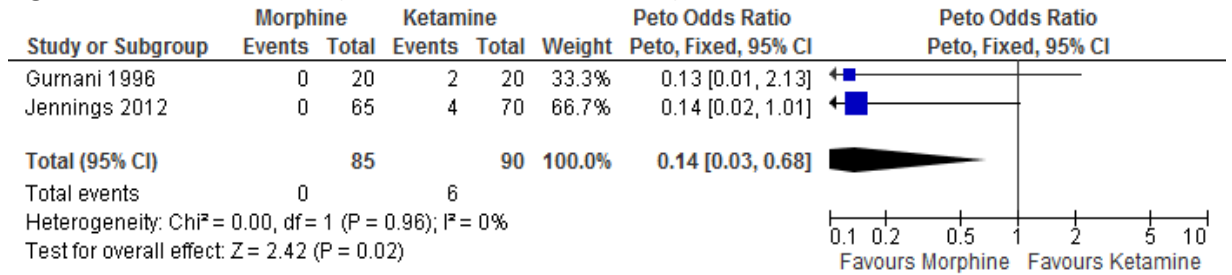 Morphine Ketamine Peto Odds Ratio Peto Odds Ratio
Study or Subgroup Events Total Events Total Weight Peto, Fixed, 95% CI Peto, Fixed, 95% CI
Gurnani 1996 0 20 2 20 33.3% 0.13 [0.01, 2.13]
Jennings 2012 0 65 4 70 66.7% 0.14 [0.02, 1.01]
Total (95% CI) 85 90 100.0% 0.14 [0.03, 0.68]
Total events 0 6
Heterogeneity: Chi² = 0.00, df = 1 (P = 0.96); I² = 0%
Test for overall effect: Z = 2.42 (P = 0.02)
0.1 0.2 0.5 1 2 5 10
Favours Morphine Favours Ketamine